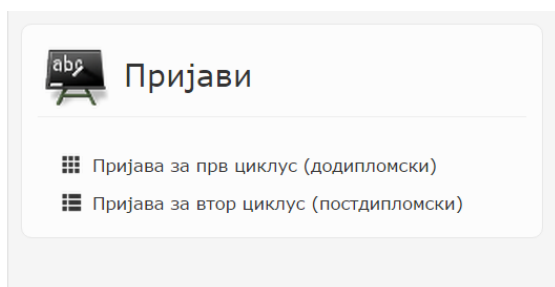 abc
Пријави
Пријава за прв циклус (додипломски)
Пријава за втор циклус (постдипломски)